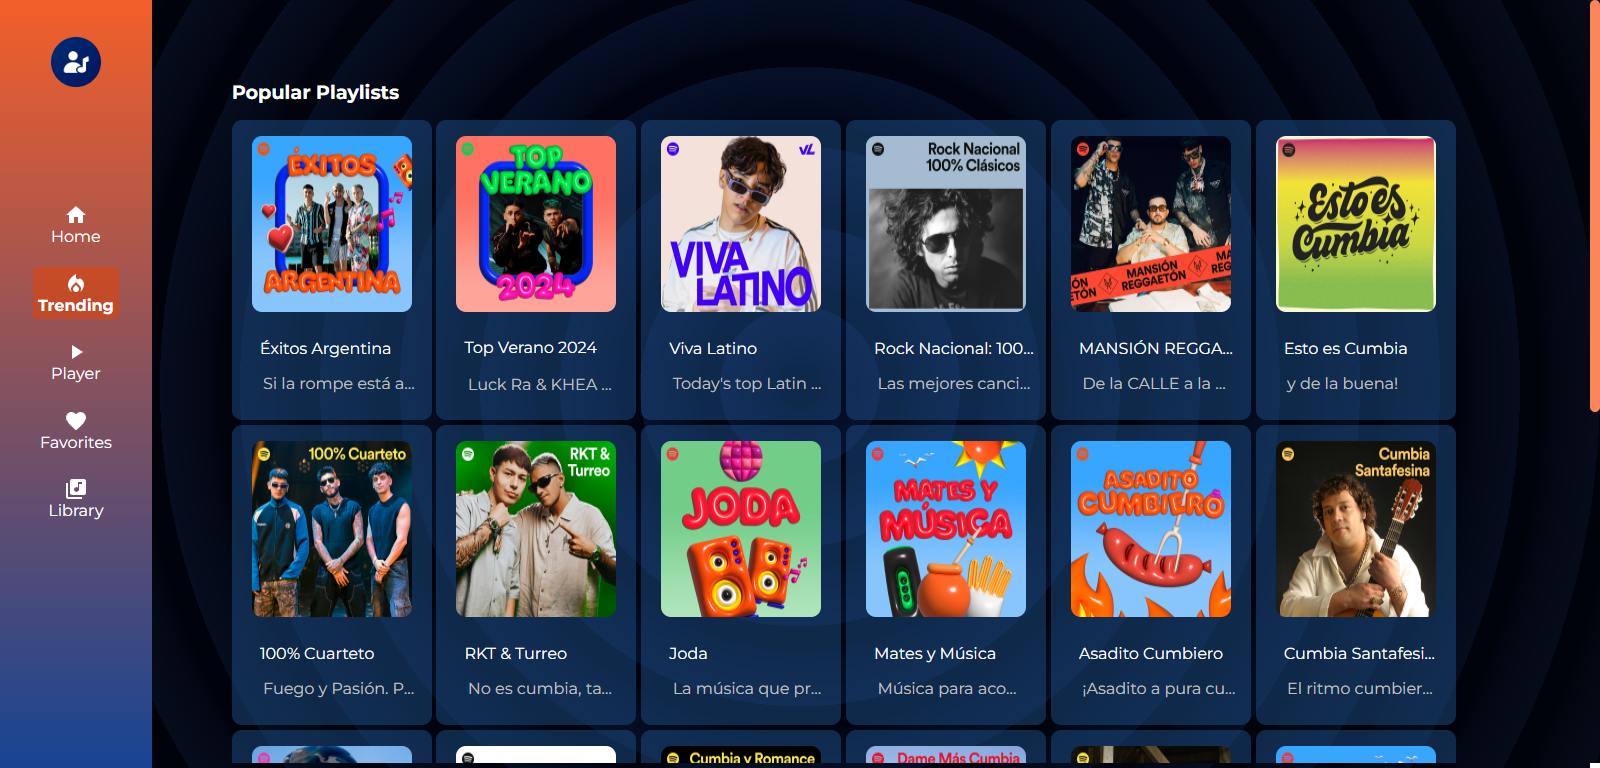 Popular Playlists
Home
Trending
Player
Favorites
Library
ÉXITOS
ARGENTINA
Éxitos Argentina
Si la rompe está a...
TOP
VERANO
2024
Top Verano 2024
Luck Ra & KHEA ...
VL
VIVA
LATINO
Viva Latino
Today's top Latin ...
Rock Nacional
100% Clásicos
Rock Nacional: 100...
Las mejores canci...
MANSIÓN
REGGAETÓN
MANSIÓN REGGA...
De la CALLE a la ...
Esto es
Cumbia
Esto es Cumbia
y de la buena!
100% Cuarteto
100% Cuarteto
Fuego y Pasión. P...
RKT &
Turreo
RKT & Turreo
No es cumbia, ta...
JODA
Joda
La música que pr...
MATES Y
MÚSICA
Mates y Música
Música para aco...
ASADITO
CUMBIERO
Asadito Cumbiero
¡Asadito a pura cu...
Cumbia
Santafesina
Cumbia Santafesi...
El ritmo cumbier...
Cumbia y Romance
Dame Más Cumbia